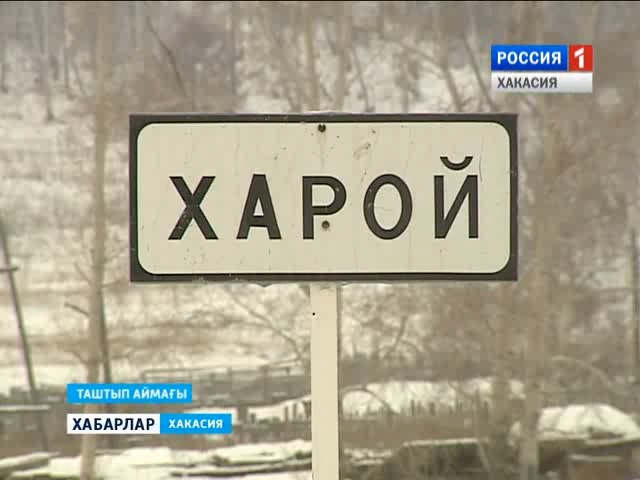 РОССИЯ 1
ХАКАСИЯ
ХАРОЙ
ТАШТЫП АЙМАҒЫ
ХАБАРЛАР ХАКАСИЯ